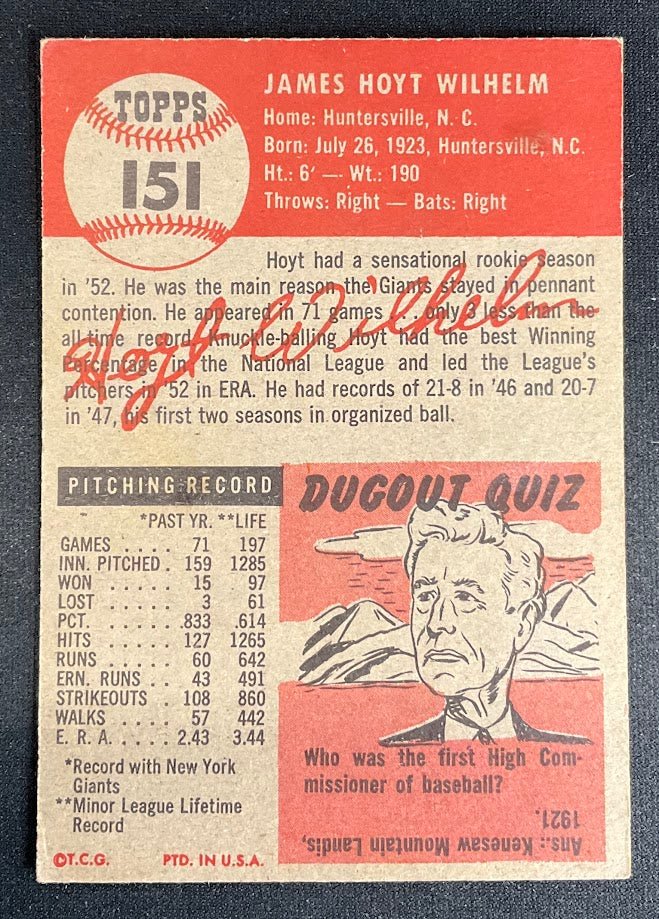 TOPPS
151
JAMES HOYT WILHELM
Home: Huntersville, N. C.
Born: July 26, 1923, Huntersville, N.C.
Ht.: 6' — Wt.: 190
Throws: Right — Bats: Right
Hoyt had a sensational rookie season
in '52. He was the main reason the Giants stayed in pennant
contention. He appeared in 71 games . . . only 3 less than the
all-time record. Knuckle-balling Hoyt had the best Winning
Percentage in the National League and led the League's
pitchers in '52 in ERA. He had records of 21-8 in '46 and 20-7
in '47, his first two seasons in organized ball.
Hoyt Wilhelm
PITCHING RECORD
*PAST YR. **LIFE
GAMES . . . . 71 197
INN. PITCHED . 159 1285
WON . . . . . 15 97
LOST . . . . . 3 61
PCT. . . . . . .833 .614
HITS . . . . . 127 1265
RUNS . . . . . 60 642
ERN. RUNS . . 43 491
STRIKEOUTS . . 108 860
WALKS . . . . 57 442
E. R. A. . . . . . 2.43 3.44
*Record with New York
Giants
**Minor League Lifetime
Record
©T.C.G. PTD. IN U.S.A.
DUGOUT QUIZ
Who was the first High Com-
missioner of baseball?
Ans.: Kenesaw Mountain Landis,
1921.